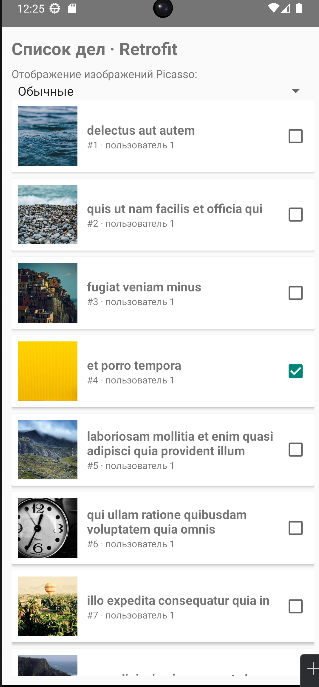 12:25
Список дел · Retrofit
Отображение изображений Picasso:
Обычные
delectus aut autem
#1 · пользователь 1
quis ut nam facilis et officia qui
#2 · пользователь 1
fugiat veniam minus
#3 · пользователь 1
et porro tempora
#4 · пользователь 1
laboriosam mollitia et enim quasi
adipisci quia provident illum
#5 · пользователь 1
qui ullam ratione quibusdam
voluptatem quia omnis
#6 · пользователь 1
illo expedita consequatur quia in
#7 · пользователь 1